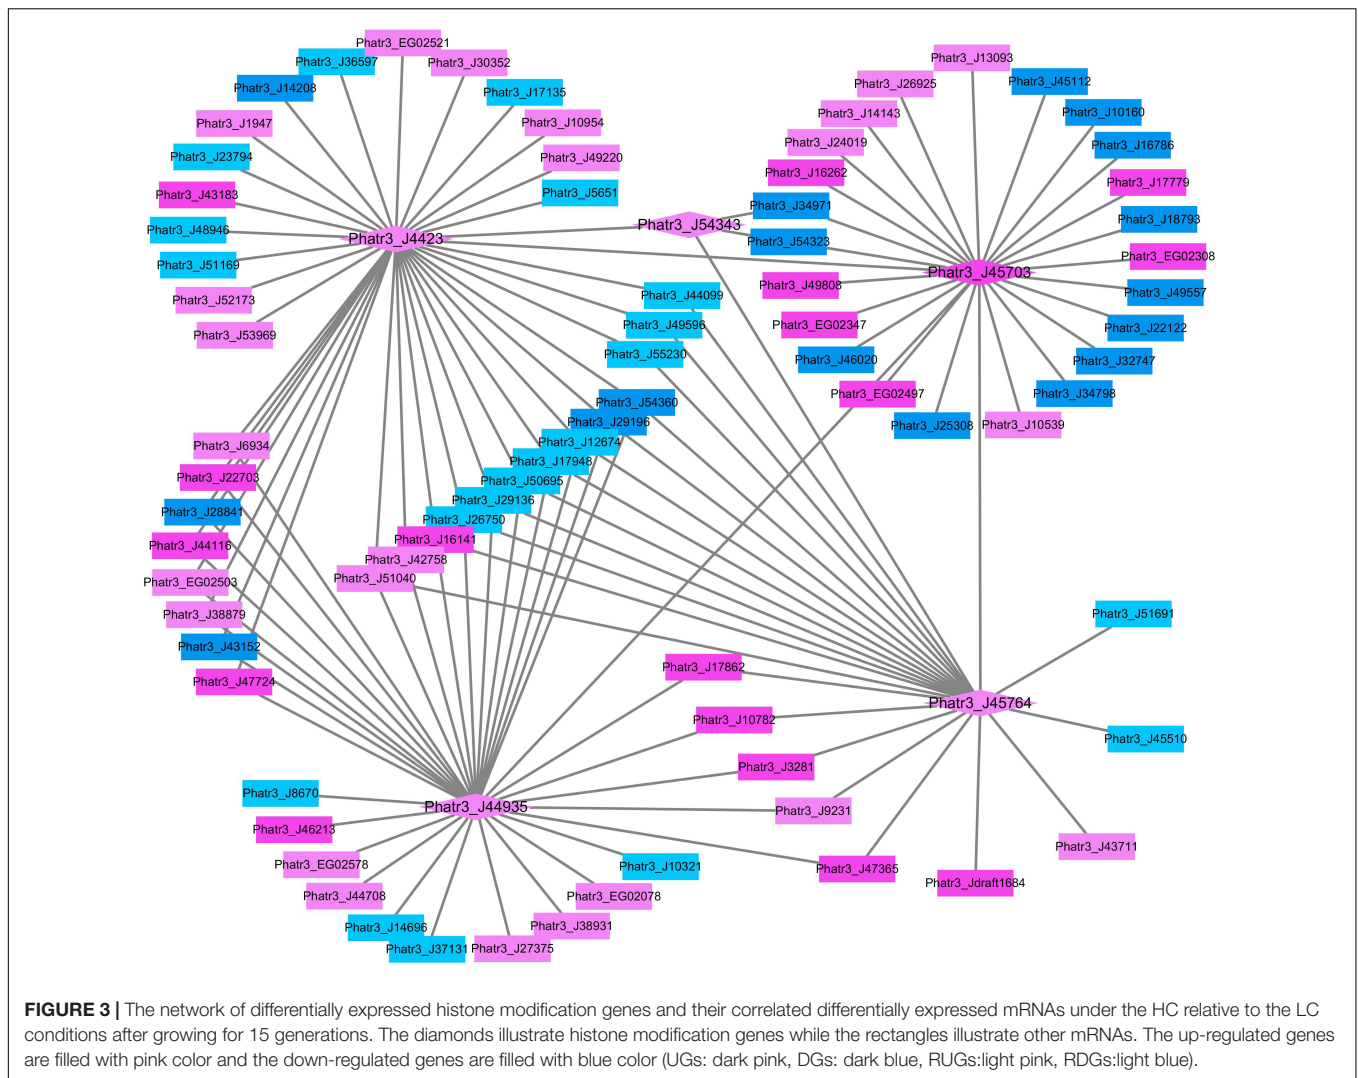 Phatr3_EG02521
Phatr3_J36597
Phatr3_J30352
Phatr3_J14208
Phatr3_J17135
Phatr3_J1947
Phatr3_J10954
Phatr3_J23794
Phatr3_J49220
Phatr3_J43183
Phatr3_J5651
Phatr3_J48946
Phatr3_J4423
Phatr3_J51169
Phatr3_J52173
Phatr3_J53969
Phatr3_J54343
Phatr3_J13093
Phatr3_J26925
Phatr3_J45112
Phatr3_J14143
Phatr3_J10160
Phatr3_J24019
Phatr3_J16786
Phatr3_J16262
Phatr3_J17779
Phatr3_J34971
Phatr3_J18793
Phatr3_J54323
Phatr3_EG02308
Phatr3_J45703
Phatr3_J49808
Phatr3_J49557
Phatr3_EG02347
Phatr3_J22122
Phatr3_J46020
Phatr3_J32747
Phatr3_EG02497
Phatr3_J34798
Phatr3_J25308
Phatr3_J10539
Phatr3_J44099
Phatr3_J49596
Phatr3_J55230
Phatr3_J54360
Phatr3_J29196
Phatr3_J12674
Phatr3_J17948
Phatr3_J50695
Phatr3_J29136
Phatr3_J26750
Phatr3_J16141
Phatr3_J42758
Phatr3_J51040
Phatr3_J6934
Phatr3_J22703
Phatr3_J28841
Phatr3_J44116
Phatr3_EG02503
Phatr3_J38879
Phatr3_J43152
Phatr3_J47724
Phatr3_J51691
Phatr3_J17862
Phatr3_J45764
Phatr3_J10782
Phatr3_J45510
Phatr3_J3281
Phatr3_J9231
Phatr3_J43711
Phatr3_J47365
Phatr3_Jdraft1684
Phatr3_J8670
Phatr3_J44935
Phatr3_J46213
Phatr3_EG02578
Phatr3_J10321
Phatr3_J44708
Phatr3_EG02078
Phatr3_J14696
Phatr3_J38931
Phatr3_J37131
Phatr3_J27375
FIGURE 3 | The network of differentially expressed histone modification genes and their correlated differentially expressed mRNAs under the HC relative to the LC
conditions after growing for 15 generations. The diamonds illustrate histone modification genes while the rectangles illustrate other mRNAs. The up-regulated genes
are filled with pink color and the down-regulated genes are filled with blue color (UGs: dark pink, DGs: dark blue, RUGs:light pink, RDGs:light blue).